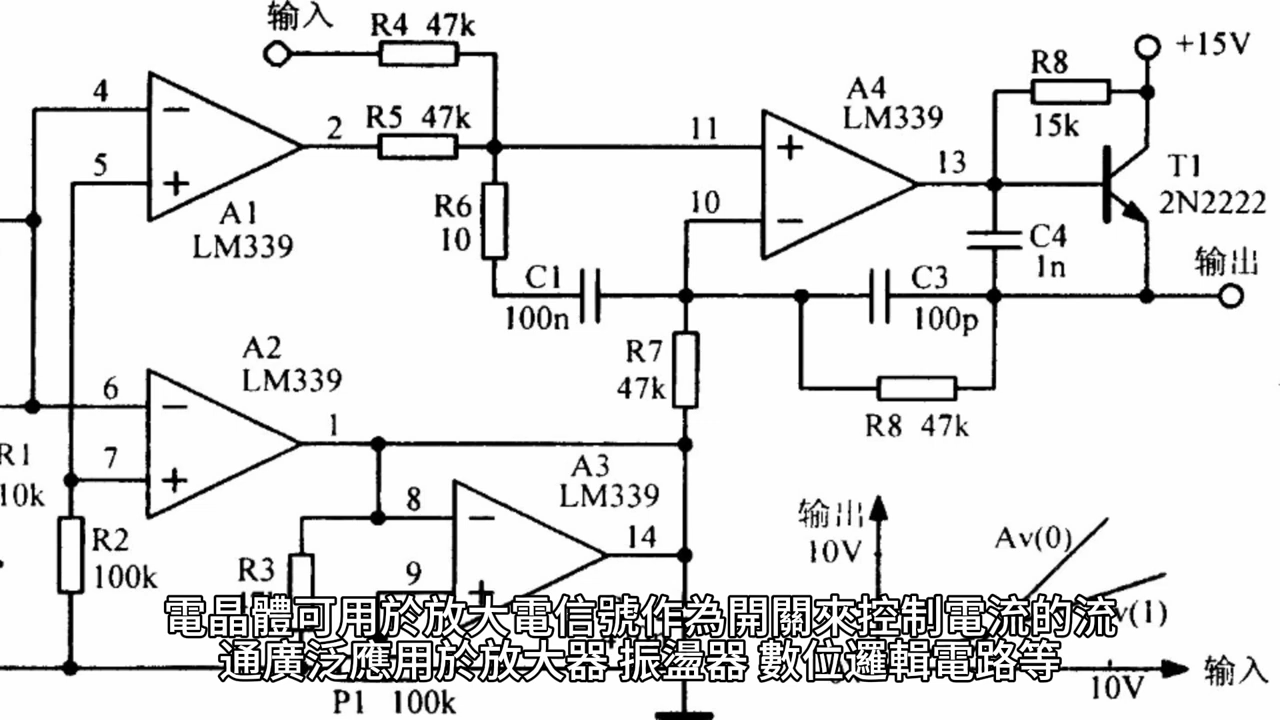 输入
R4 47k
+15V
R8
15k
A4
LM339
4
2
R5 47k
11
13
5
T1
2N2222
A1
LM339
R6
10
10
C4
1n
输出
C1
100n
C3
100p
A2
LM339
R7
47k
6
1
R8 47k
7
R1
10k
A3
LM339
8
14
输出
10V
Av(0)
R2
100k
R3
9
v(1)
電晶體可用於放大電信號作為開關來控制電流的流
通廣泛應用於放大器 振盪器 數位邏輯電路等
10V
输入
P1 100k